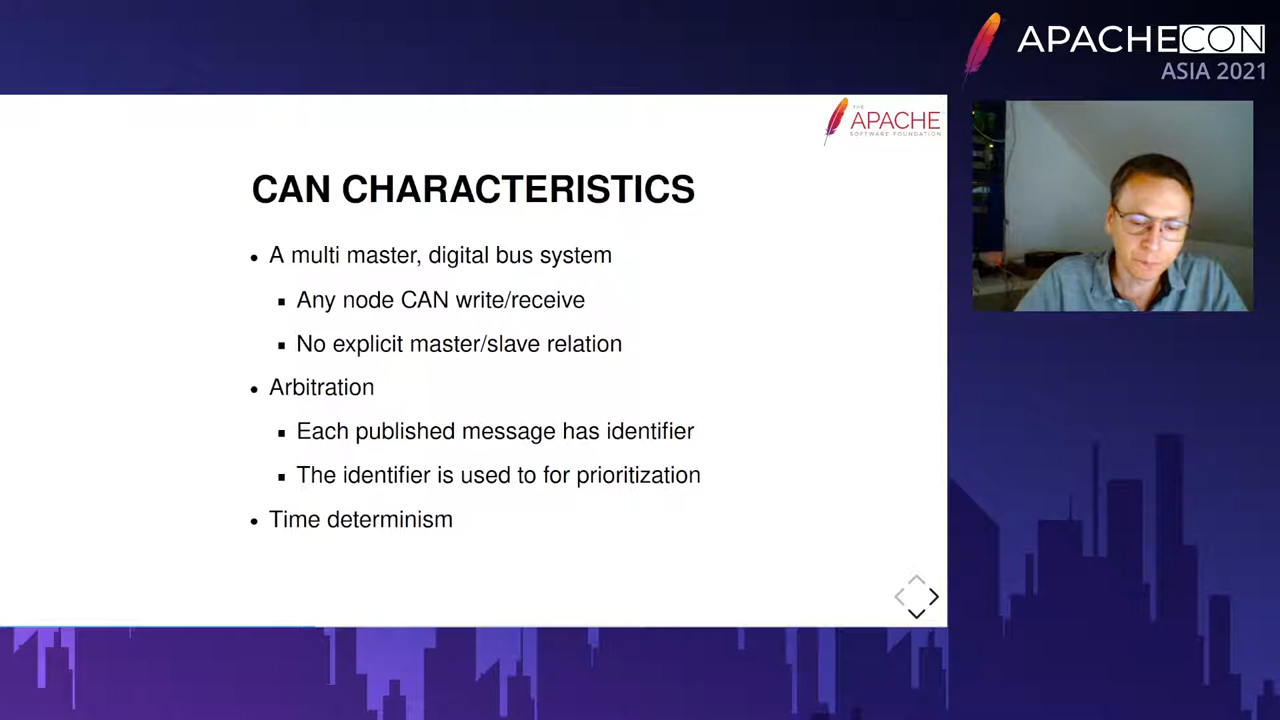 APACHECON
ASIA 2021
THE
APACHE
SOFTWARE FOUNDATION
CAN CHARACTERISTICS
A multi master, digital bus system
Any node CAN write/receive
No explicit master/slave relation
Arbitration
Each published message has identifier
The identifier is used to for prioritization
Time determinism